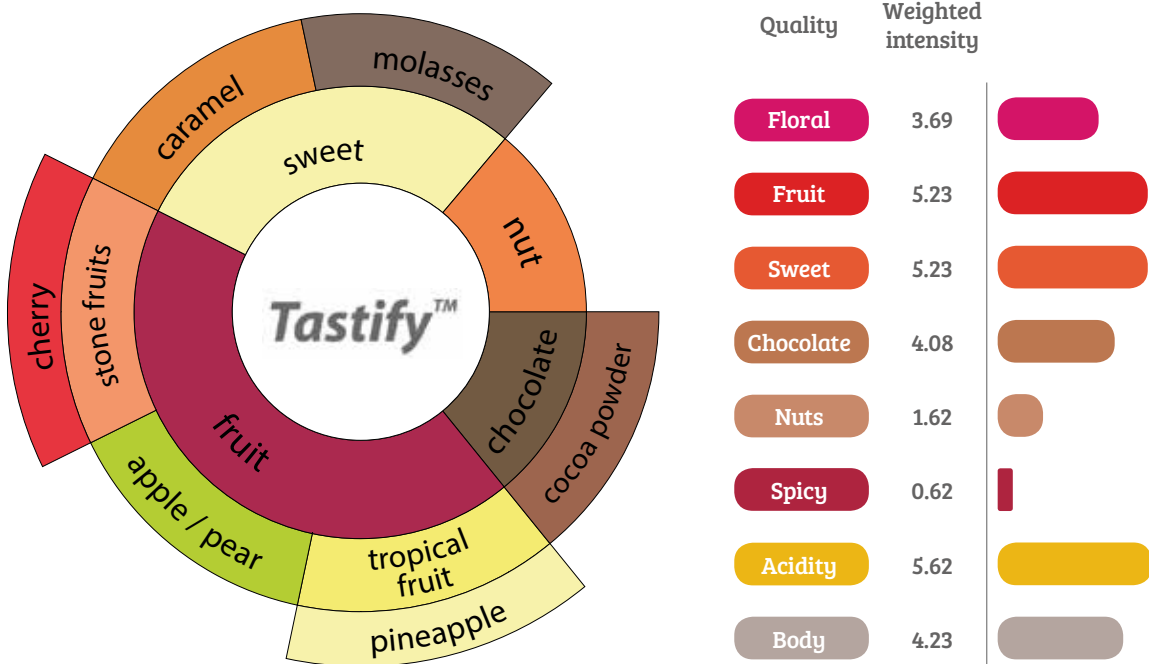 molasses
caramel
sweet
nut
cherry
stone fruits
Tastify™
chocolate
cocoa powder
fruit
apple / pear
tropical
fruit
pineapple
Quality
Weighted
intensity
Floral 3.69
Fruit 5.23
Sweet 5.23
Chocolate 4.08
Nuts 1.62
Spicy 0.62
Acidity 5.62
Body 4.23